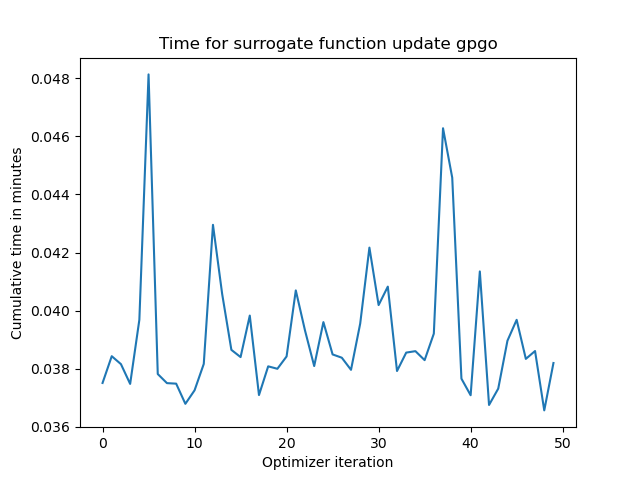 Time for surrogate function update gpgo
0.048
0.046
0.044
0.042
0.040
0.038
0.036
Cumulative time in minutes
0 10 20 30 40 50
Optimizer iteration